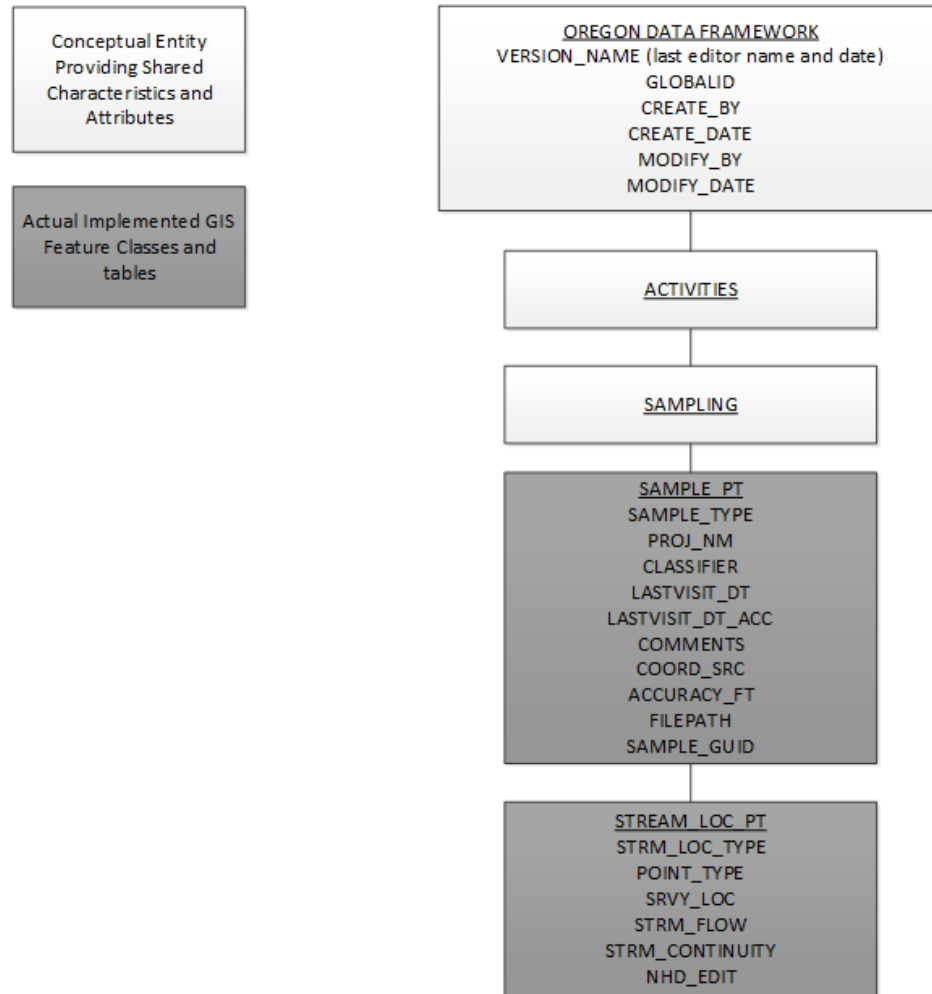 Conceptual Entity
Providing Shared
Characteristics and
Attributes
Actual Implemented GIS
Feature Classes and
tables
OREGON DATA FRAMEWORK
VERSION_NAME (last editor name and date)
GLOBALID
CREATE_BY
CREATE_DATE
MODIFY_BY
MODIFY_DATE
ACTIVITIES
SAMPLING
SAMPLE_PT
SAMPLE_TYPE
PROJ_NM
CLASSIFIER
LASTVISIT_DT
LASTVISIT_DT_ACC
COMMENTS
COORD_SRC
ACCURACY_FT
FILEPATH
SAMPLE_GUID
STREAM_LOC_PT
STRM_LOC_TYPE
POINT_TYPE
SRVY_LOC
STRM_FLOW
STRM_CONTINUITY
NHD_EDIT